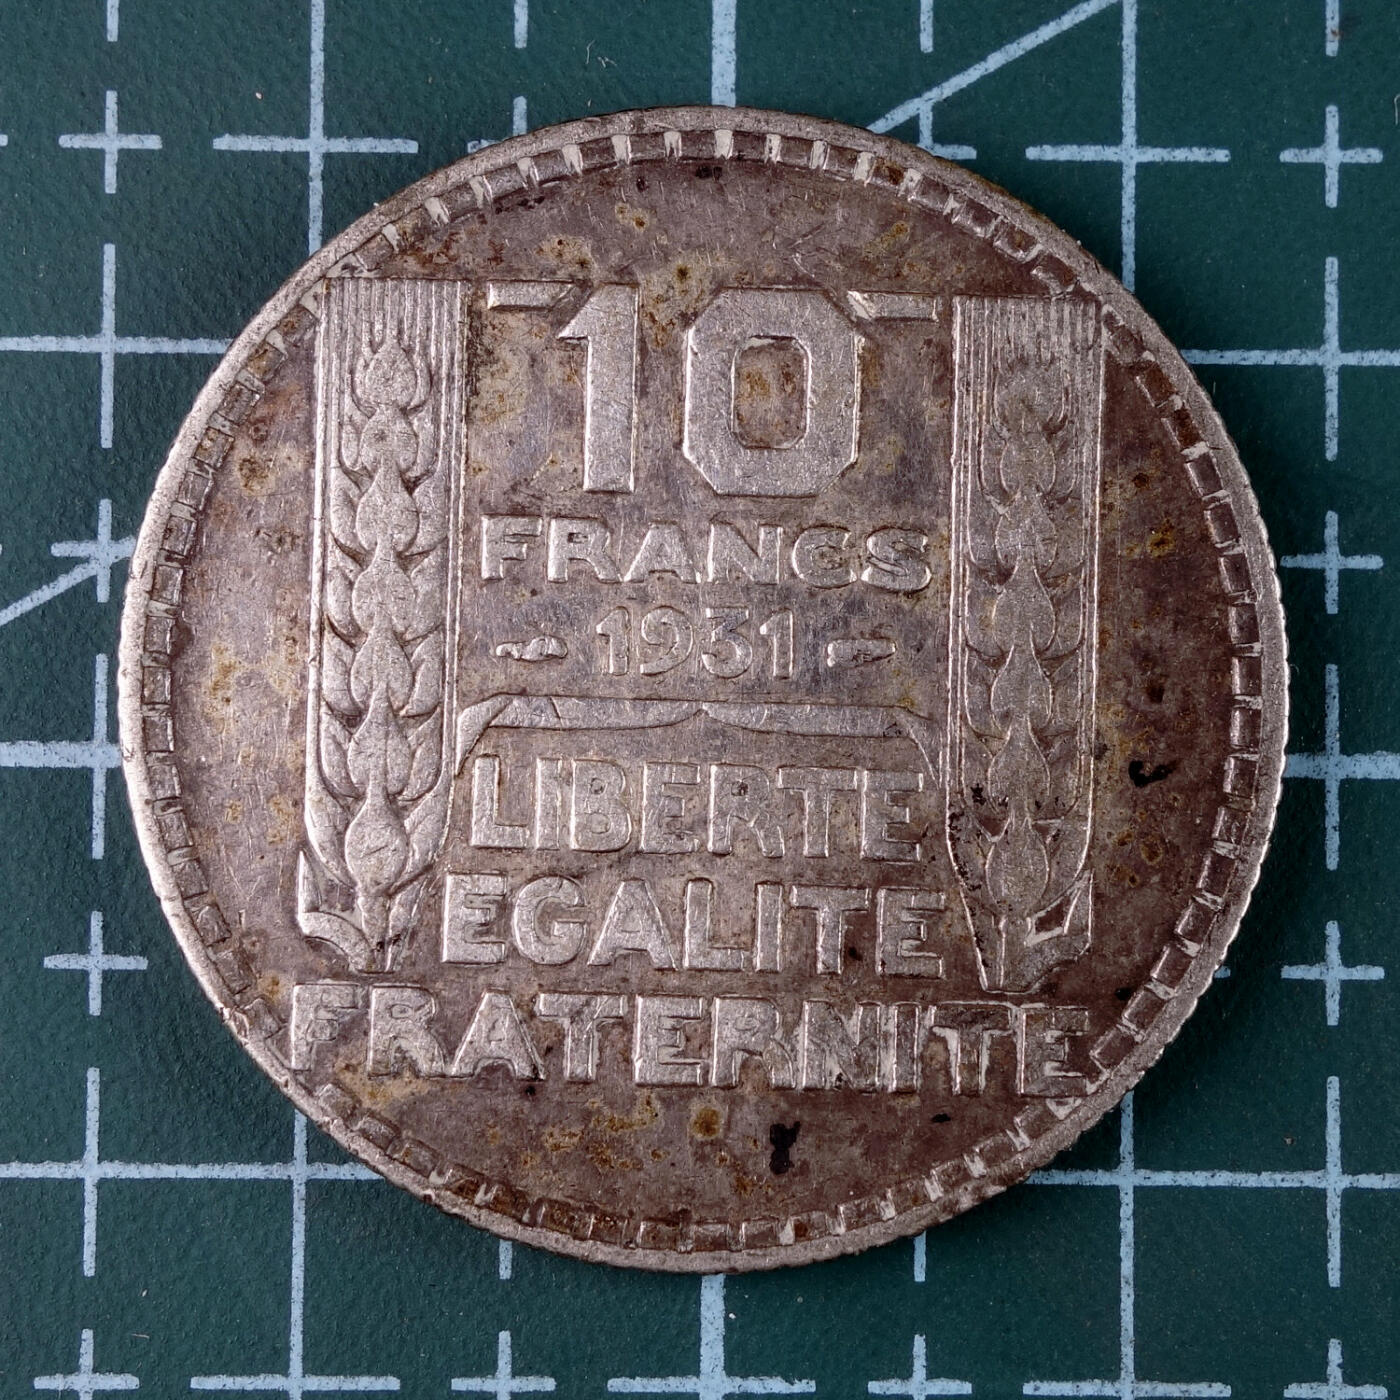 10
FRANCS
1931
LIBERTE
EGALITE
FRATERNITE